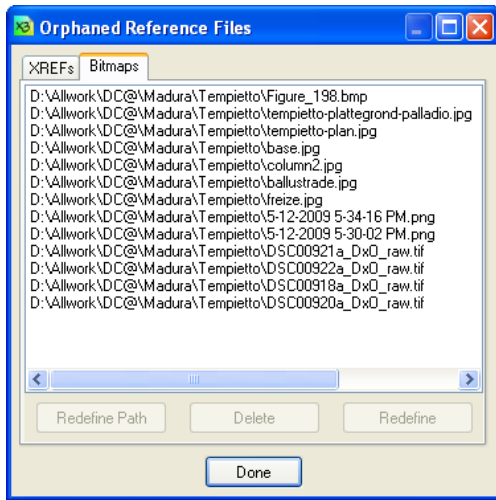 X3 Orphaned Reference Files
XREFs Bitmaps
D:\Allwork\DC@\Madura\Tempietto\Figure_198.bmp
D:\Allwork\DC@\Madura\Tempietto\tempietto-plattegrond-palladio.jpg
D:\Allwork\DC@\Madura\Tempietto\tempietto-plan.jpg
D:\Allwork\DC@\Madura\Tempietto\base.jpg
D:\Allwork\DC@\Madura\Tempietto\column2.jpg
D:\Allwork\DC@\Madura\Tempietto\ballustrade.jpg
D:\Allwork\DC@\Madura\Tempietto\freize.jpg
D:\Allwork\DC@\Madura\Tempietto\5-12-2009 5-34-16 PM.png
D:\Allwork\DC@\Madura\Tempietto\5-12-2009 5-30-02 PM.png
D:\Allwork\DC@\Madura\Tempietto\DSC00921a_DxO_raw.tif
D:\Allwork\DC@\Madura\Tempietto\DSC00922a_DxO_raw.tif
D:\Allwork\DC@\Madura\Tempietto\DSC00918a_DxO_raw.tif
D:\Allwork\DC@\Madura\Tempietto\DSC00920a_DxO_raw.tif
Redefine Path Delete Redefine
Done